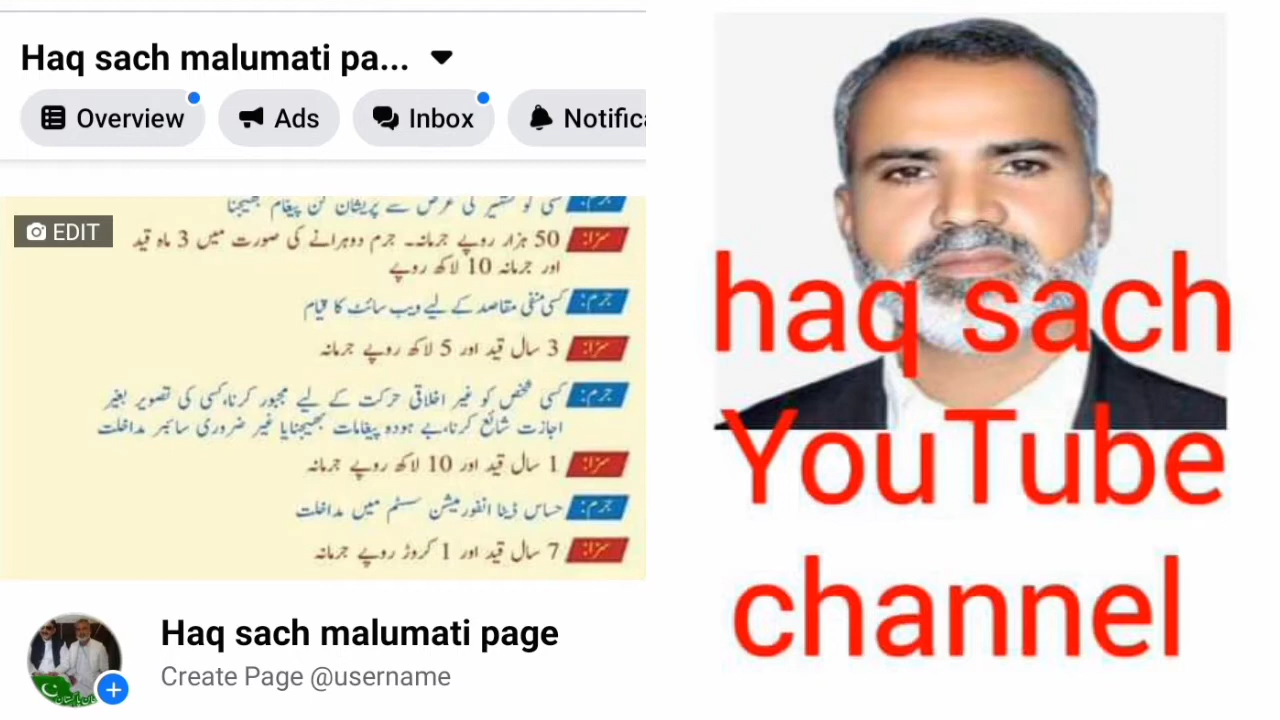 Haq sach malumati pa...
Overview
Ads
Inbox
Notifica
جرم: کسی کو تشہیر کی غرض سے پریشان کن پیغام بھیجنا
EDIT
سزا: 50 ہزار روپے جرمانہ۔ جرم دوہرانے کی صورت میں 3 ماہ قید
اور جرمانہ 10 لاکھ روپے
جرم: کسی منفی مقاصد کے لیے ویب سائٹ کا قیام
سزا: 3 سال قید اور 5 لاکھ روپے جرمانہ
جرم: کسی شخص کو غیر اخلاقی حرکت کے لیے مجبور کرنا،کسی کی تصویر بغیر
اجازت شائع کرنا،بے ہودہ پیغامات بھیجنایا غیر ضروری سائبر مداخلت
سزا: 1 سال قید اور 10 لاکھ روپے جرمانہ
جرم: حساس ڈیٹا انفورمیشن سسٹم میں مداخلت
سزا: 7 سال قید اور 1 کروڑ روپے جرمانہ
Haq sach malumati page
Create Page @username
haq sach
YouTube
channel